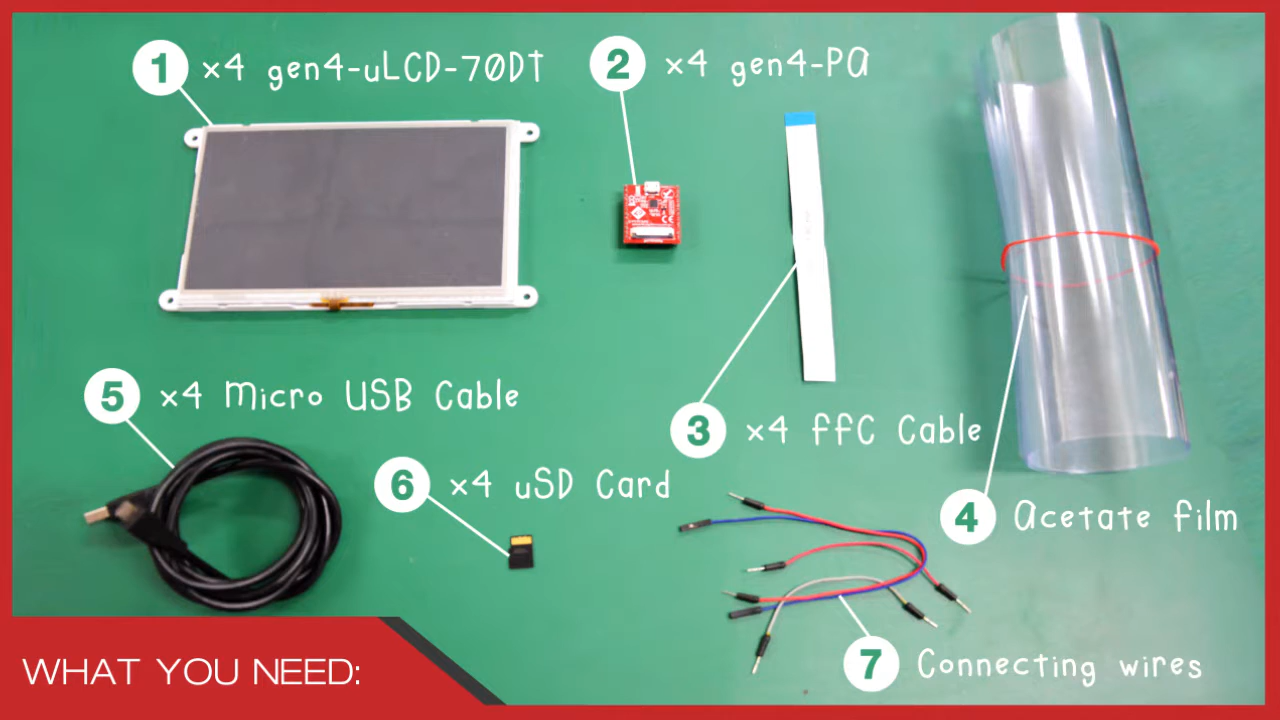 1 x4 gen4-uLCD-70DT
2 x4 gen4-PA
3 x4 FFC Cable
4 Acetate Film
5 x4 Micro USB Cable
6 x4 uSD Card
7 Connecting wires
WHAT YOU NEED: